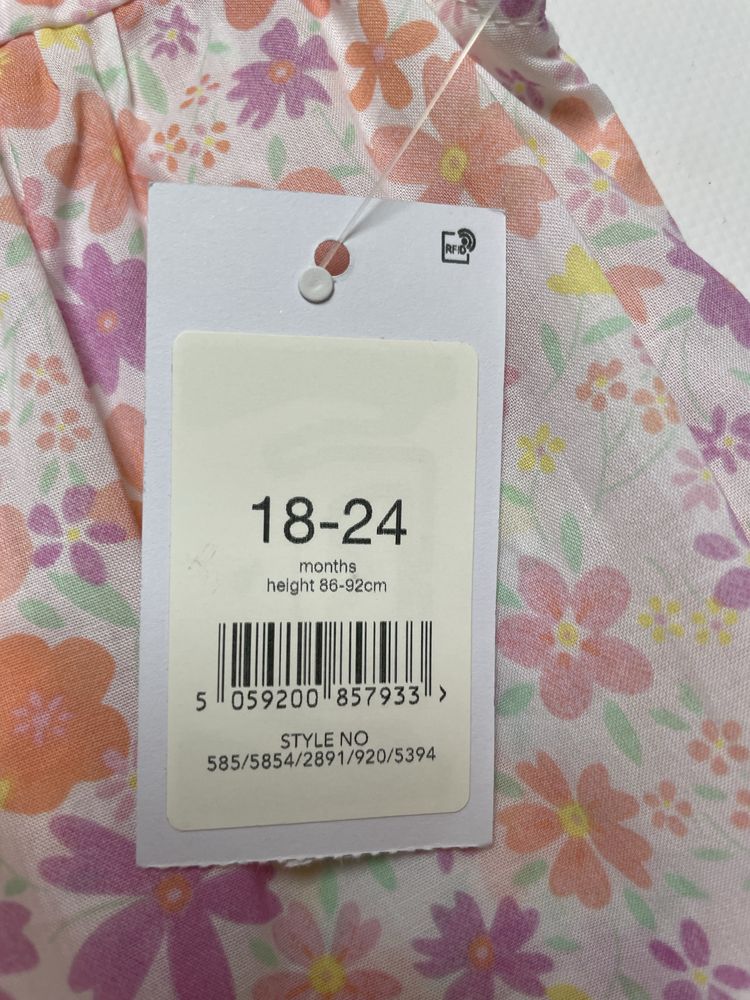 RFID
18-24
months
height 86-92cm
5 059200 857933 >
STYLE NO
585/5854/2891/920/5394